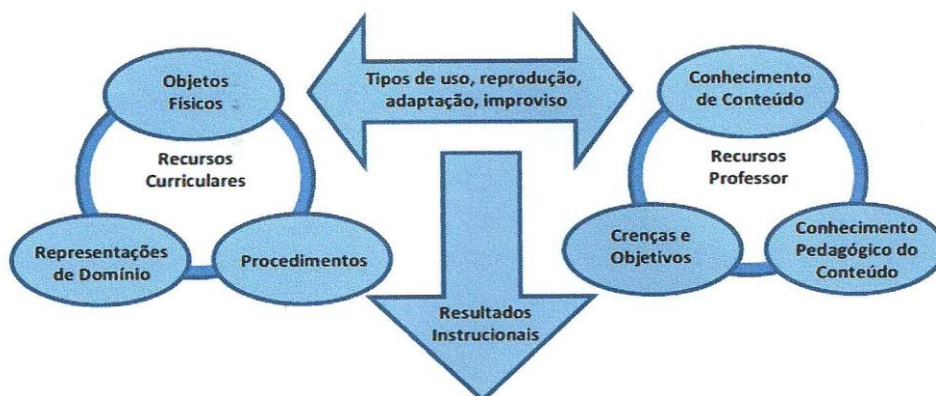 Objetos
Físicos
Recursos
Curriculares
Representações
de Domínio
Procedimentos
Tipos de uso, reprodução,
adaptação, improviso
Resultados
Instrucionais
Conhecimento
de Conteúdo
Recursos
Professor
Crenças e
Objetivos
Conhecimento
Pedagógico do
Conteúdo